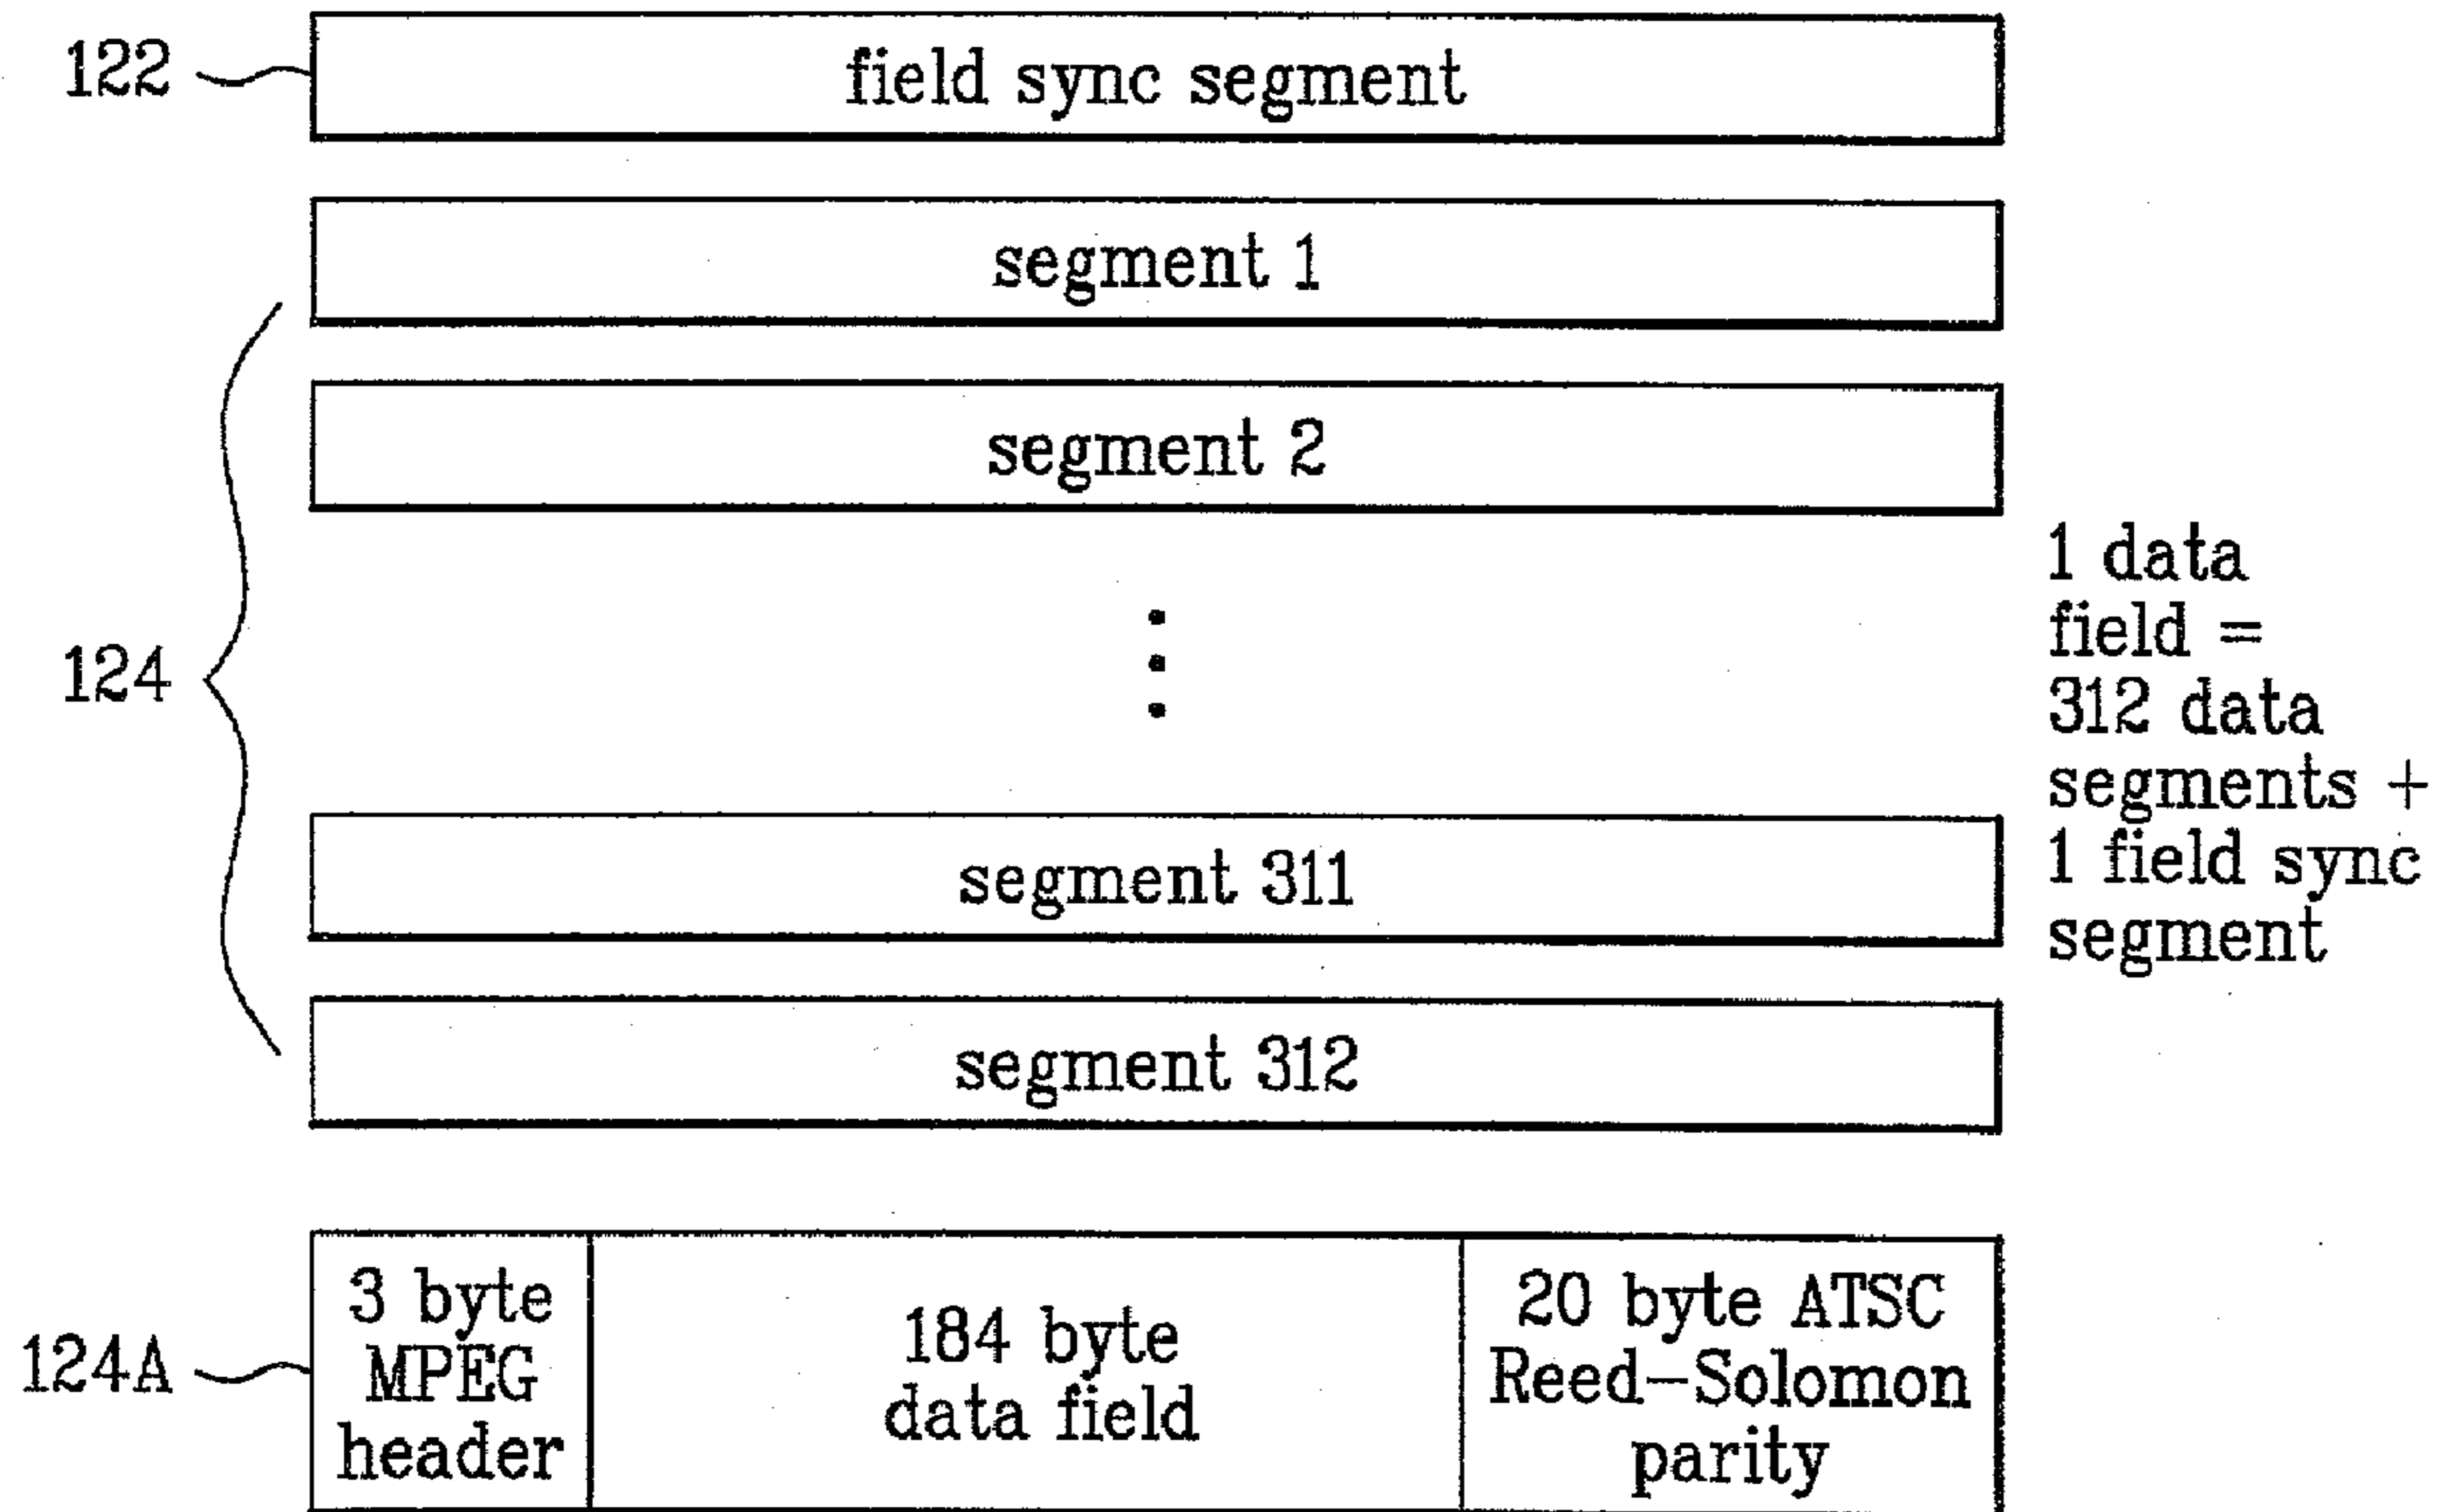 122
field sync segment
segment 1
segment 2
124
1 data
field =
312 data
segments +
1 field sync
segment
segment 311
segment 312
124A
3 byte
MPEG
header
184 byte
data field
20 byte ATSC
Reed-Solomon
parity